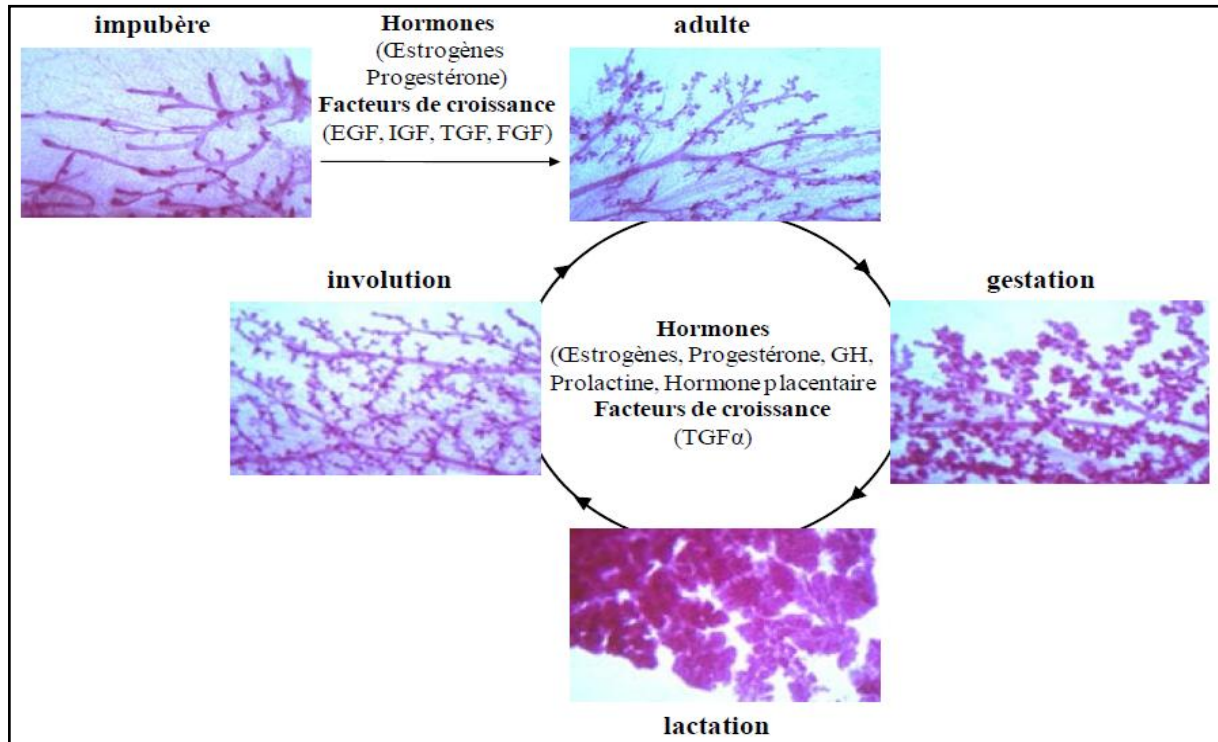 impubère
Hormones
(Œstrogènes
Progestérone)
Facteurs de croissance
(EGF, IGF, TGF, FGF)
adulte
involution
gestation
Hormones
(Œstrogènes, Progestérone, GH,
Prolactine, Hormone placentaire
Facteurs de croissance
(TGFα)
lactation